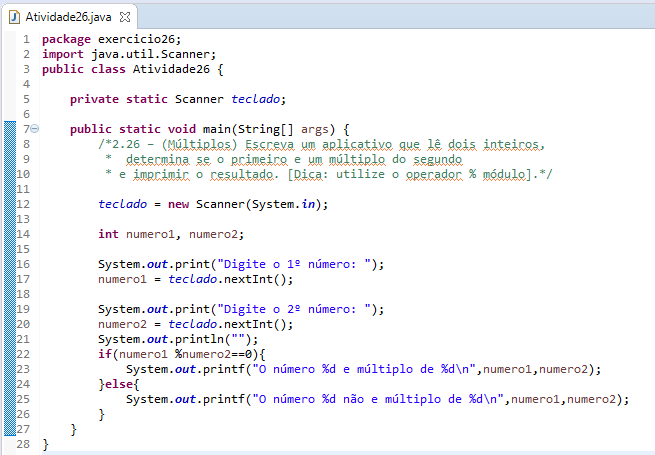 Atividade26.java
1 package exercicio26;
2 import java.util.Scanner;
3 public class Atividade26 {
4
5     private static Scanner teclado;
6
7     public static void main(String[] args) {
8         /*2.26 – (Múltiplos) Escreva um aplicativo que lê dois inteiros,
9          *  determina se o primeiro e um múltiplo do segundo
10          * e imprimir o resultado. [Dica: utilize o operador % módulo].*/
11
12         teclado = new Scanner(System.in);
13
14         int numero1, numero2;
15
16         System.out.print("Digite o 1º número: ");
17         numero1 = teclado.nextInt();
18
19         System.out.print("Digite o 2º número: ");
20         numero2 = teclado.nextInt();
21         System.out.println("");
22         if(numero1 %numero2==0){
23             System.out.printf("O número %d e múltiplo de %d\n",numero1,numero2);
24         }else{
25             System.out.printf("O número %d não e múltiplo de %d\n",numero1,numero2);
26         }
27     }
28 }